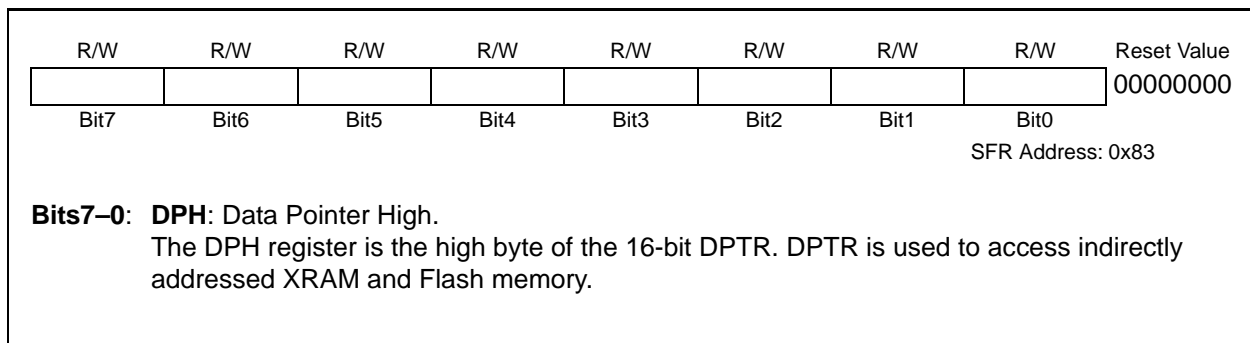 R/W R/W R/W R/W R/W R/W R/W R/W Reset Value
00000000
Bit7 Bit6 Bit5 Bit4 Bit3 Bit2 Bit1 Bit0
SFR Address: 0x83
Bits7–0: DPH: Data Pointer High.
The DPH register is the high byte of the 16-bit DPTR. DPTR is used to access indirectly
addressed XRAM and Flash memory.